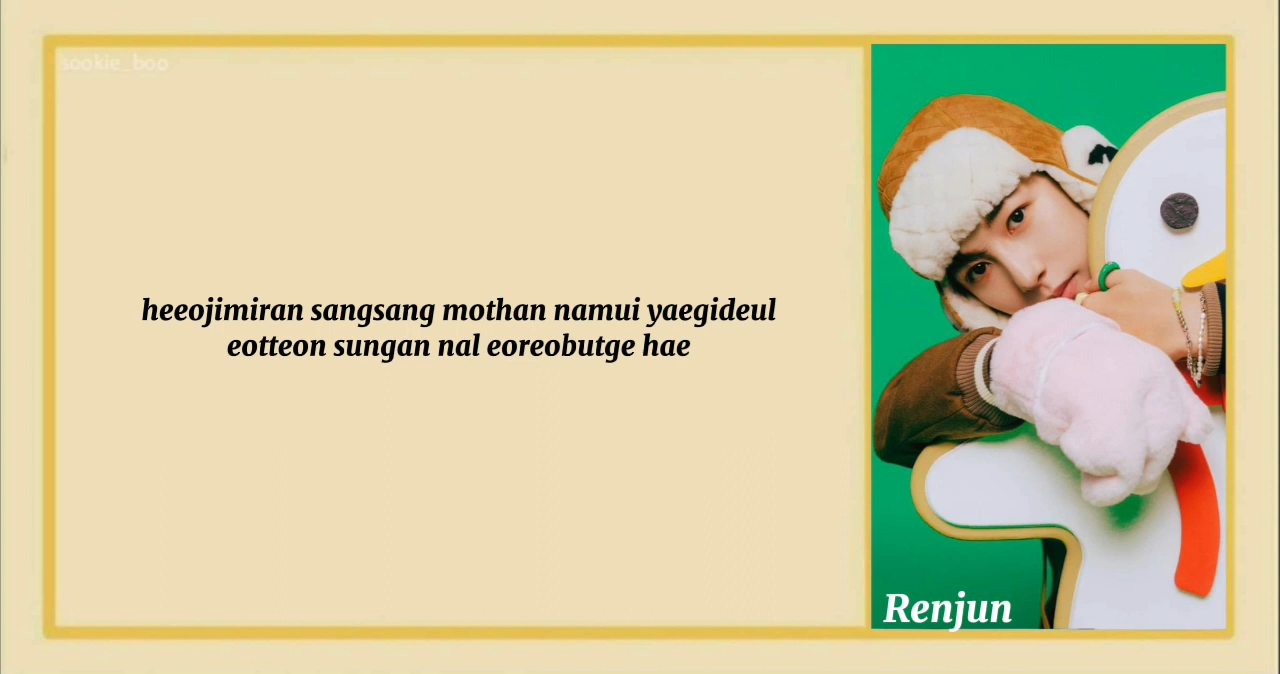 sookie_boo
heeojimiran sangsang mothan namui yaegideul
eotteon sungan nal eoreobutge hae
Renjun